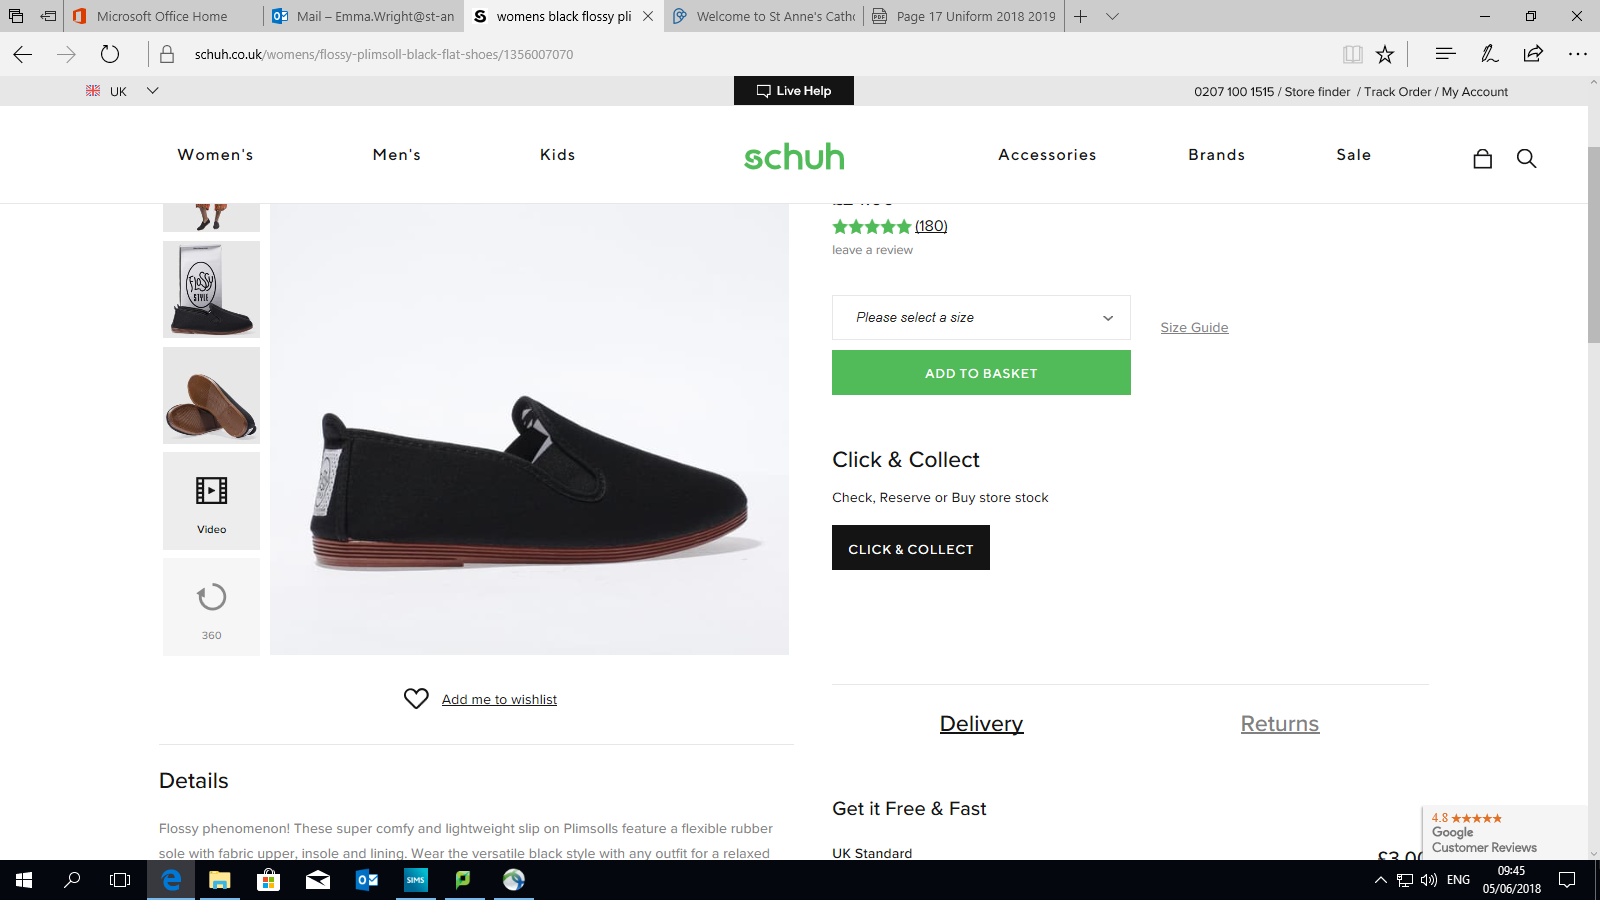 Microsoft Office Home
Mail – Emma.Wright@st-an
womens black flossy pli
Welcome to St Anne's Cath
Page 17 Uniform 2018 2019
schuh.co.uk/womens/flossy-plimsoll-black-flat-shoes/1356007070
UK
Live Help
0207 100 1515 / Store finder / Track Order / My Account
Women's
Men's
Kids
schuh
Accessories
Brands
Sale
(180)
leave a review
FLOSSY
STYLE
Please select a size
Size Guide
ADD TO BASKET
Click & Collect
Check, Reserve or Buy store stock
CLICK & COLLECT
Video
360
Add me to wishlist
Delivery
Returns
Details
Flossy phenomenon! These super comfy and lightweight slip on Plimsolls feature a flexible rubber
sole with fabric upper, insole and lining. Wear the versatile black style with any outfit for a relaxed
Get it Free & Fast
UK Standard
£3.00
4.8 ★★★★★
Google
Customer Reviews
SIMS
ENG
09:45
05/06/2018